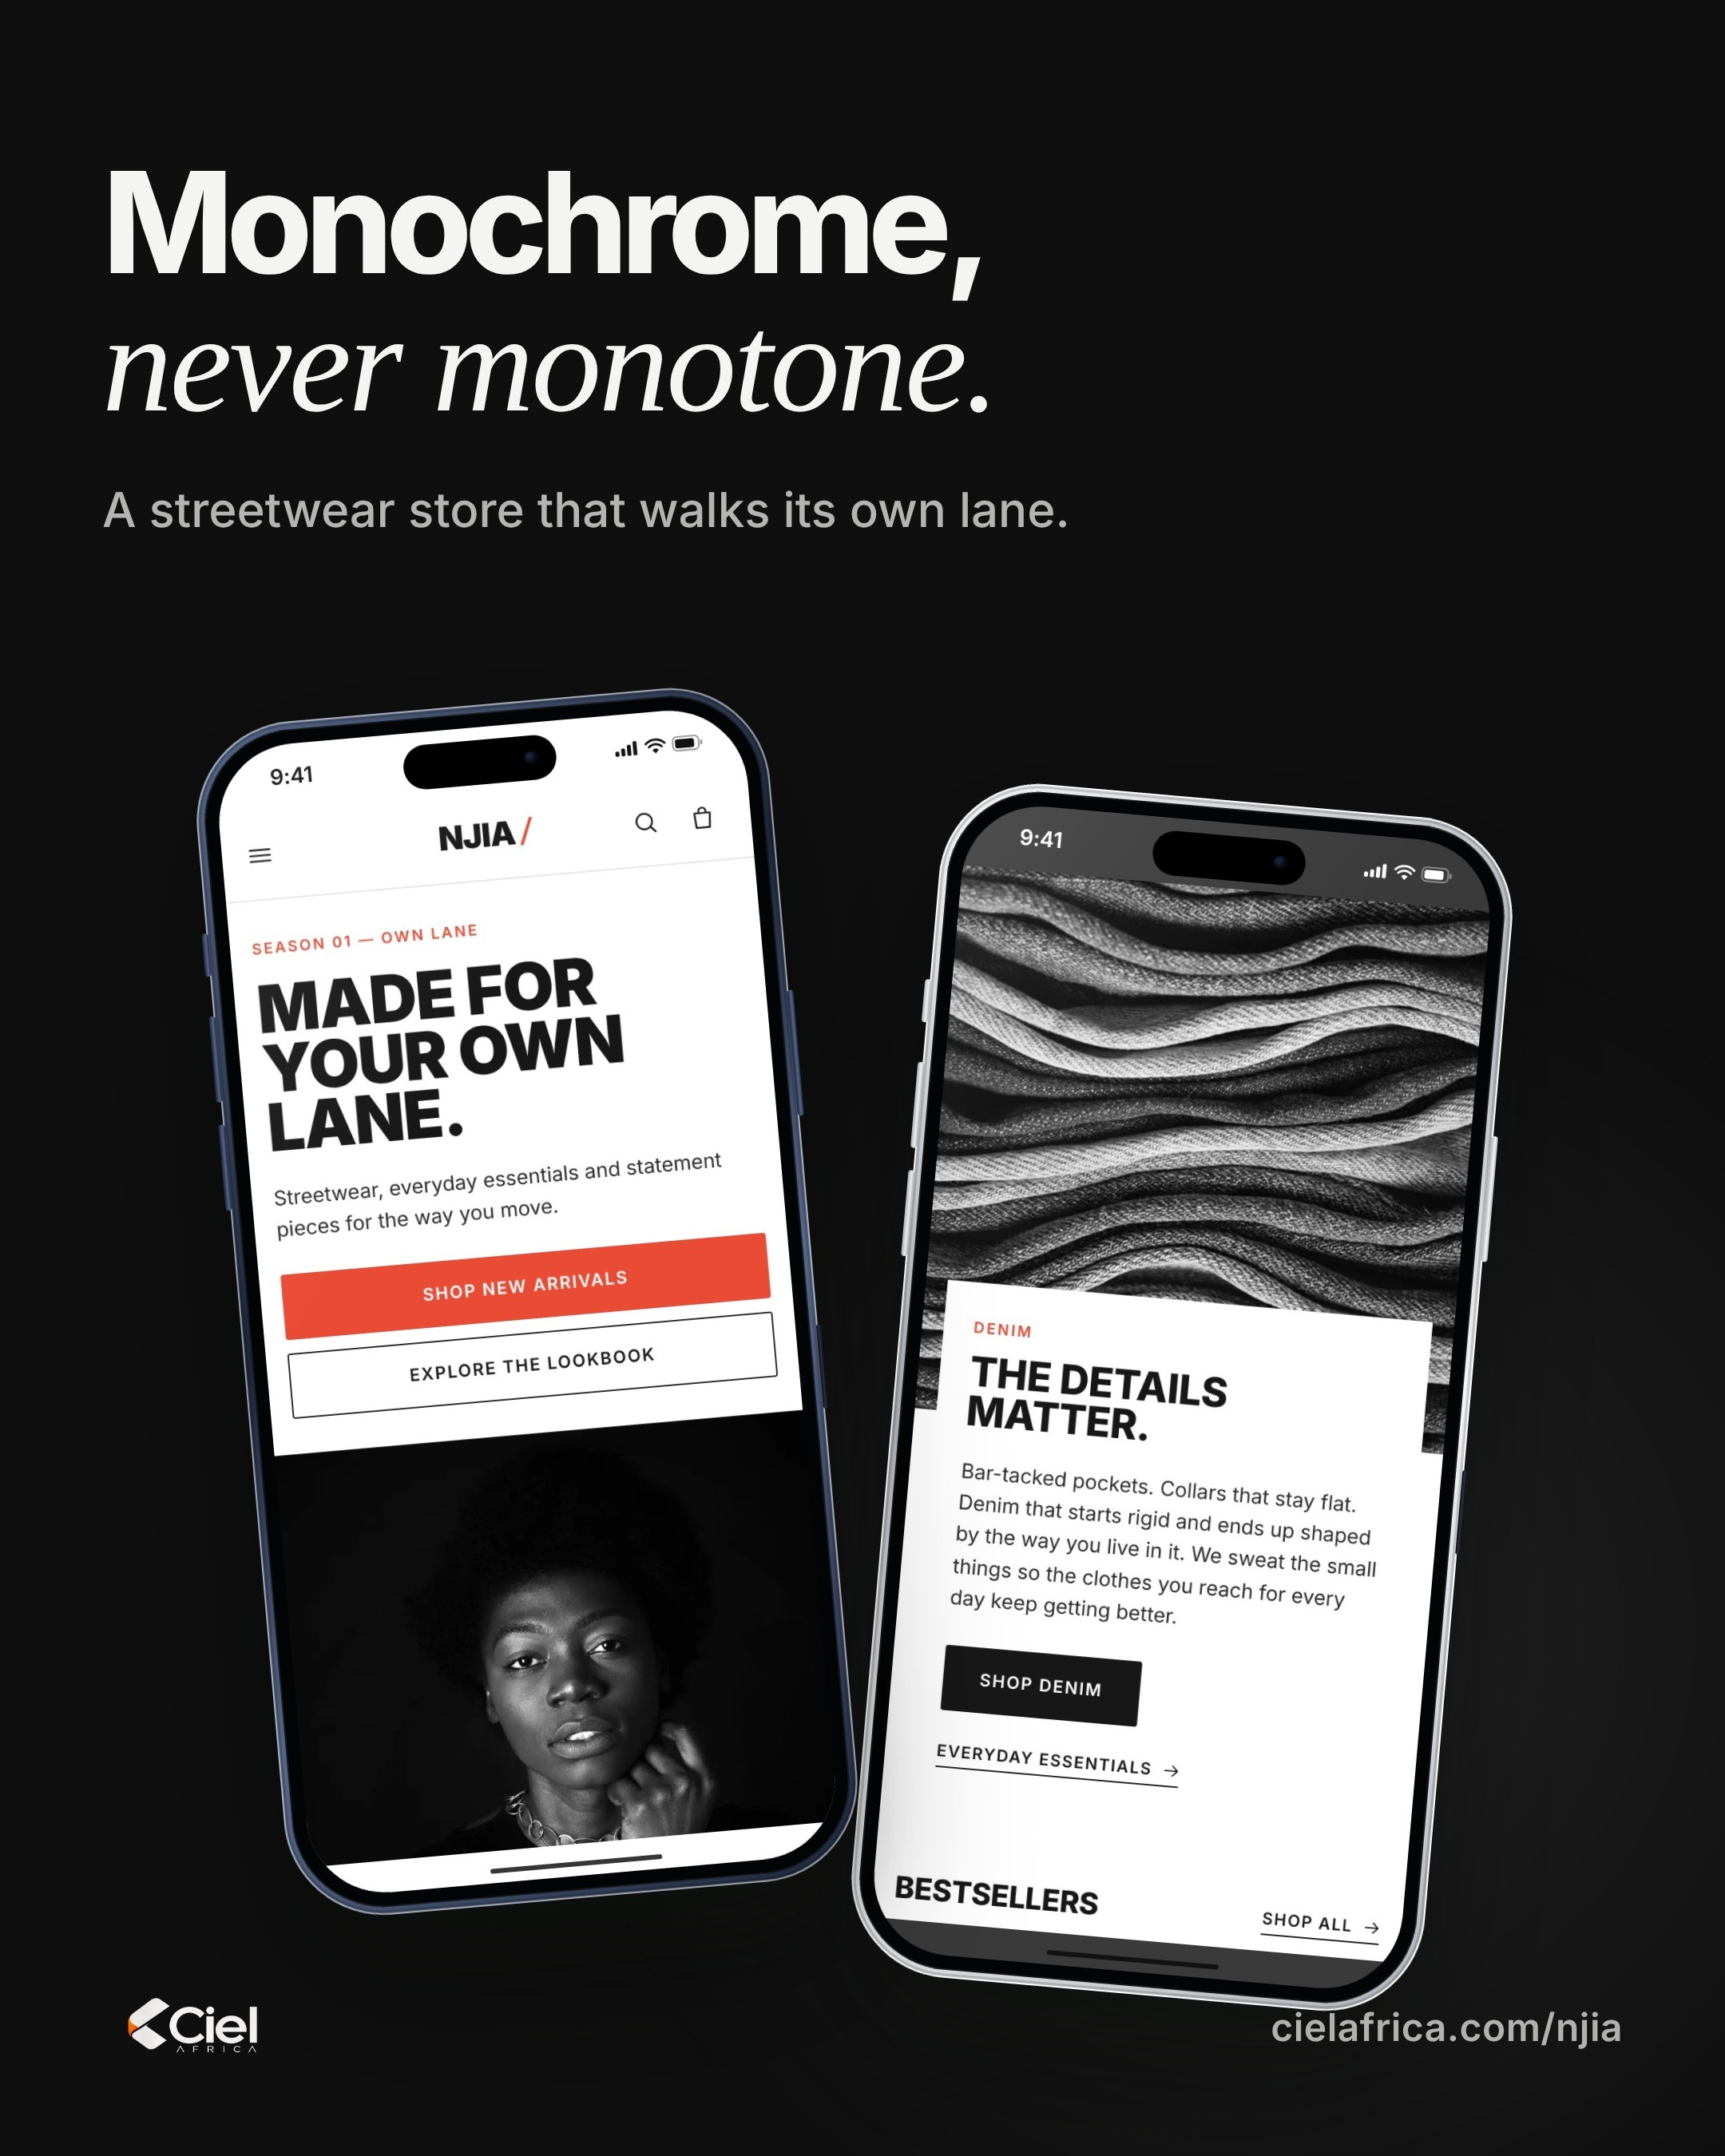 Monochrome,
never monotone.
A streetwear store that walks its own lane.
9:41
NJIA /
SEASON 01 — OWN LANE
MADE FOR
YOUR OWN
LANE.
Streetwear, everyday essentials and statement
pieces for the way you move.
SHOP NEW ARRIVALS
EXPLORE THE LOOKBOOK
9:41
DENIM
THE DETAILS
MATTER.
Bar-tacked pockets. Collars that stay flat.
Denim that starts rigid and ends up shaped
by the way you live in it. We sweat the small
things so the clothes you reach for every
day keep getting better.
SHOP DENIM
EVERYDAY ESSENTIALS →
BESTSELLERS
SHOP ALL →
Ciel
AFRICA
cielafrica.com/njia